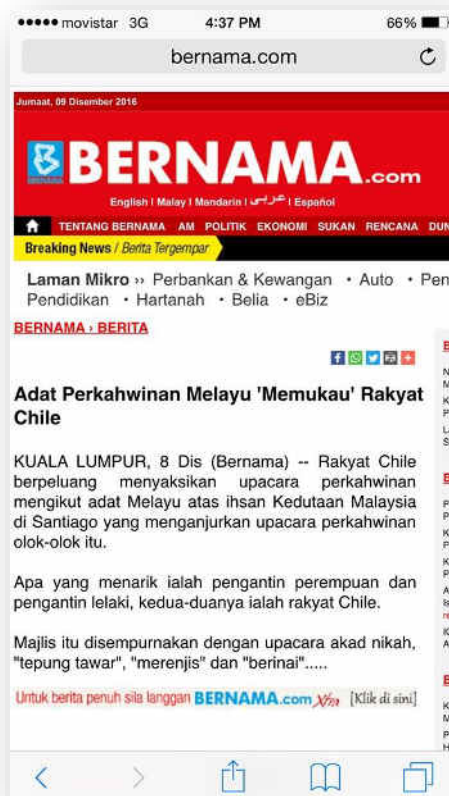 movistar 3G 4:37 PM 66%
bernama.com
Jumaat, 09 Disember 2016
BERNAMA.com
English | Malay | Mandarin | عربي | Español
TENTANG BERNAMA AM POLITIK EKONOMI SUKAN RENCANA DUN
Breaking News / Berita Tergempar
Laman Mikro ›› Perbankan & Kewangan • Auto • Pen
Pendidikan • Hartanah • Belia • eBiz
BERNAMA › BERITA
Adat Perkahwinan Melayu 'Memukau' Rakyat
Chile
KUALA LUMPUR, 8 Dis (Bernama) -- Rakyat Chile
berpeluang menyaksikan upacara perkahwinan
mengikut adat Melayu atas ihsan Kedutaan Malaysia
di Santiago yang menganjurkan upacara perkahwinan
olok-olok itu.
Apa yang menarik ialah pengantin perempuan dan
pengantin lelaki, kedua-duanya ialah rakyat Chile.
Majlis itu disempurnakan dengan upacara akad nikah,
"tepung tawar", "merenjis" dan "berinai".....
Untuk berita penuh sila langgan BERNAMA.com [Klik di sini]